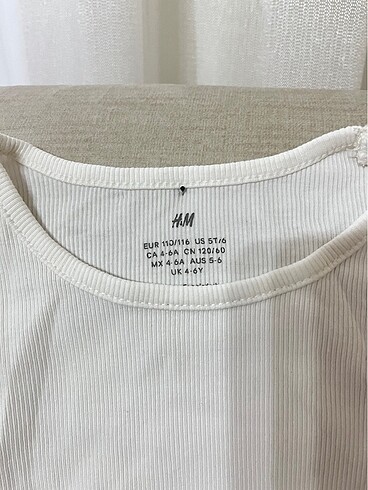 H&M
EUR 110/116 US 5T/6
CA 4-6A CN 120/60
MX 4-6A AUS 5-6
UK 4-6Y